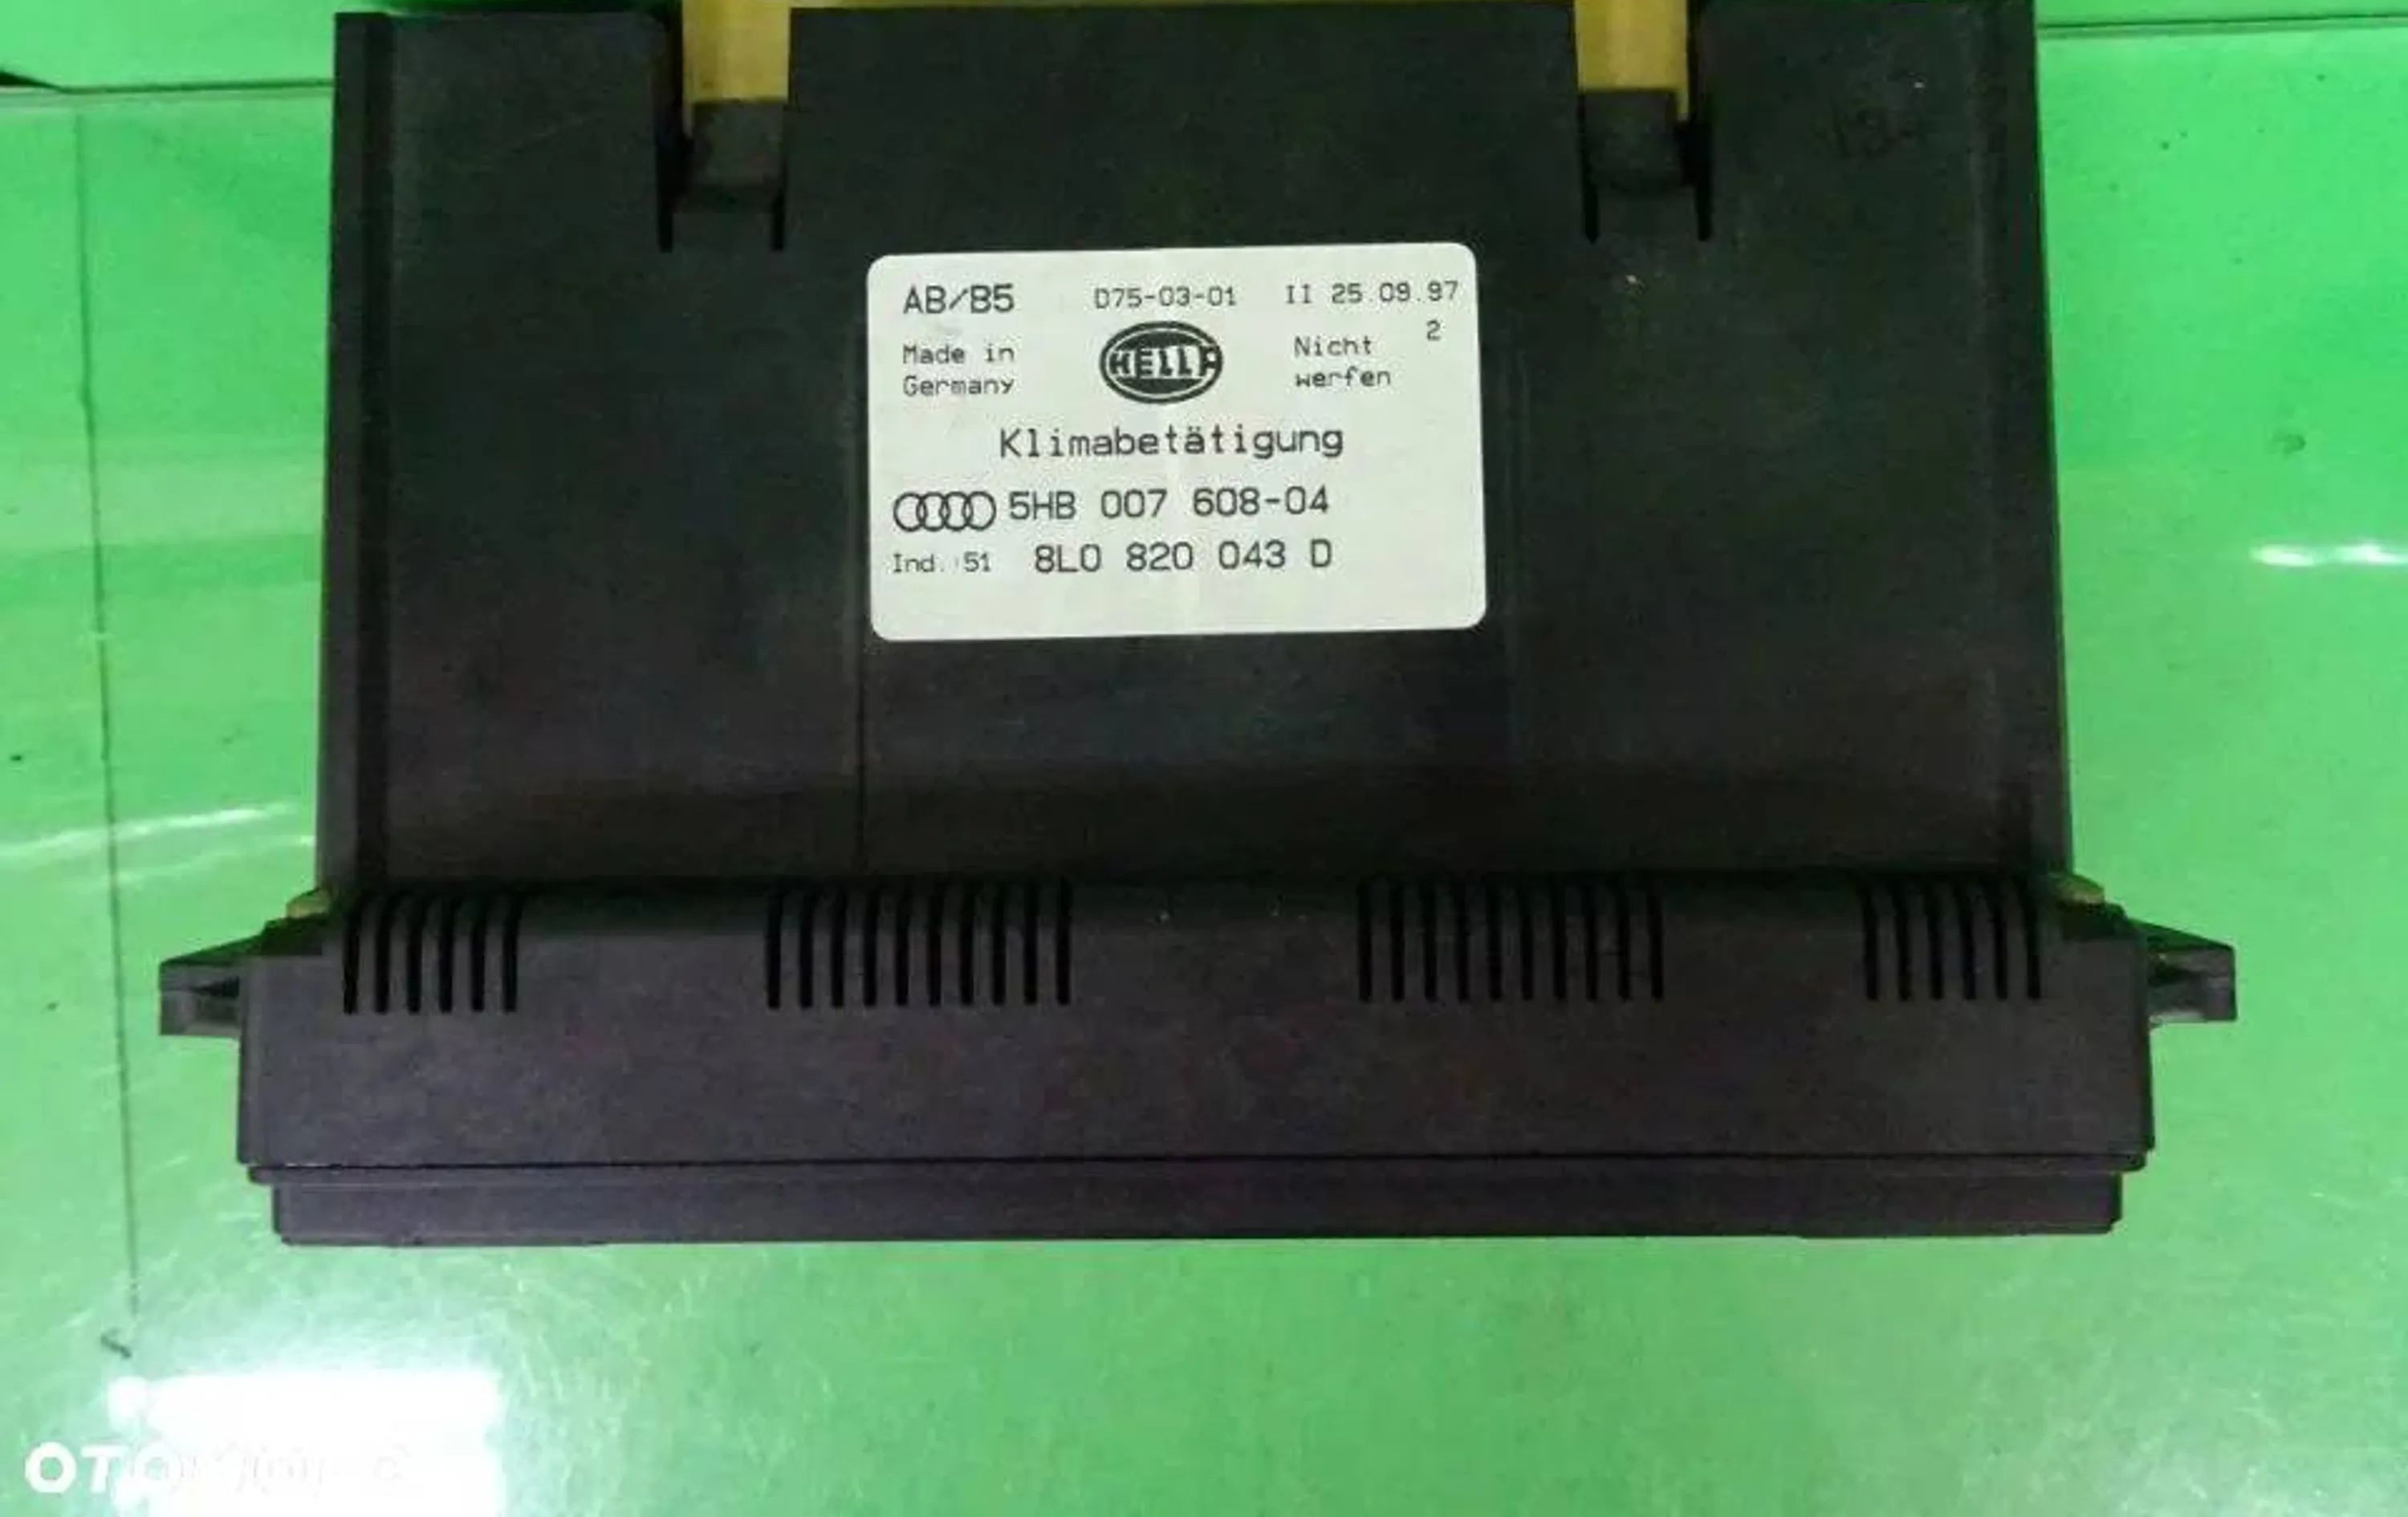 AB/B5 D75-03-01 II 25.09.97
2
Made in
Germany
HELLA
Nicht
werfen
Klimabetätigung
5HB 007 608-04
Ind. 51 8L0 820 043 D